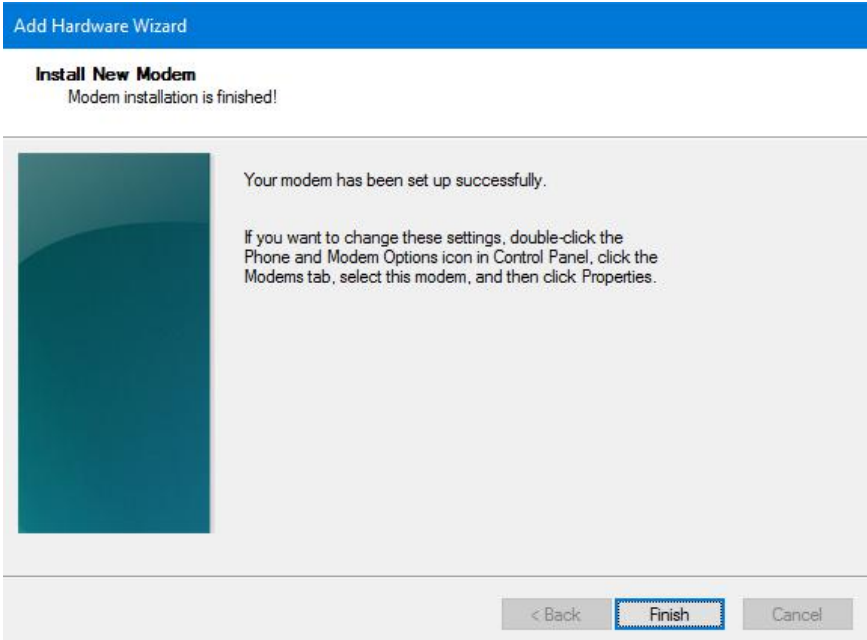 Add Hardware Wizard
Install New Modem
Modem installation is finished!
Your modem has been set up successfully.
If you want to change these settings, double-click the
Phone and Modem Options icon in Control Panel, click the
Modems tab, select this modem, and then click Properties.
< Back
Finish
Cancel